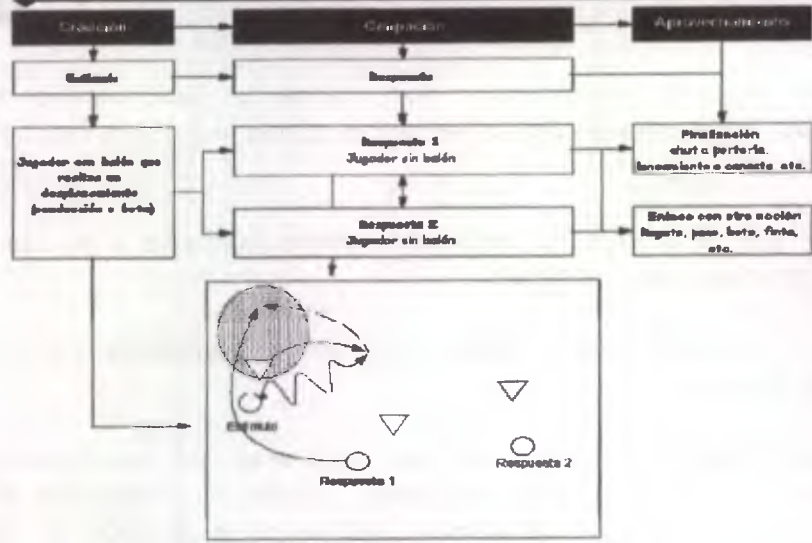 Creación
Ocupación
Aprovechamiento
Estímulo
Respuesta
Jugador con balón que
realiza un
desplazamiento
(conducción o bote)
Respuesta 1
Jugador sin balón
Respuesta 2
Jugador sin balón
Finalización
chut a portería,
lanzamiento a canasta, etc.
Enlace con otra acción
Regate, pase, bote, finta,
etc.
Estímulo
Respuesta 1
Respuesta 2